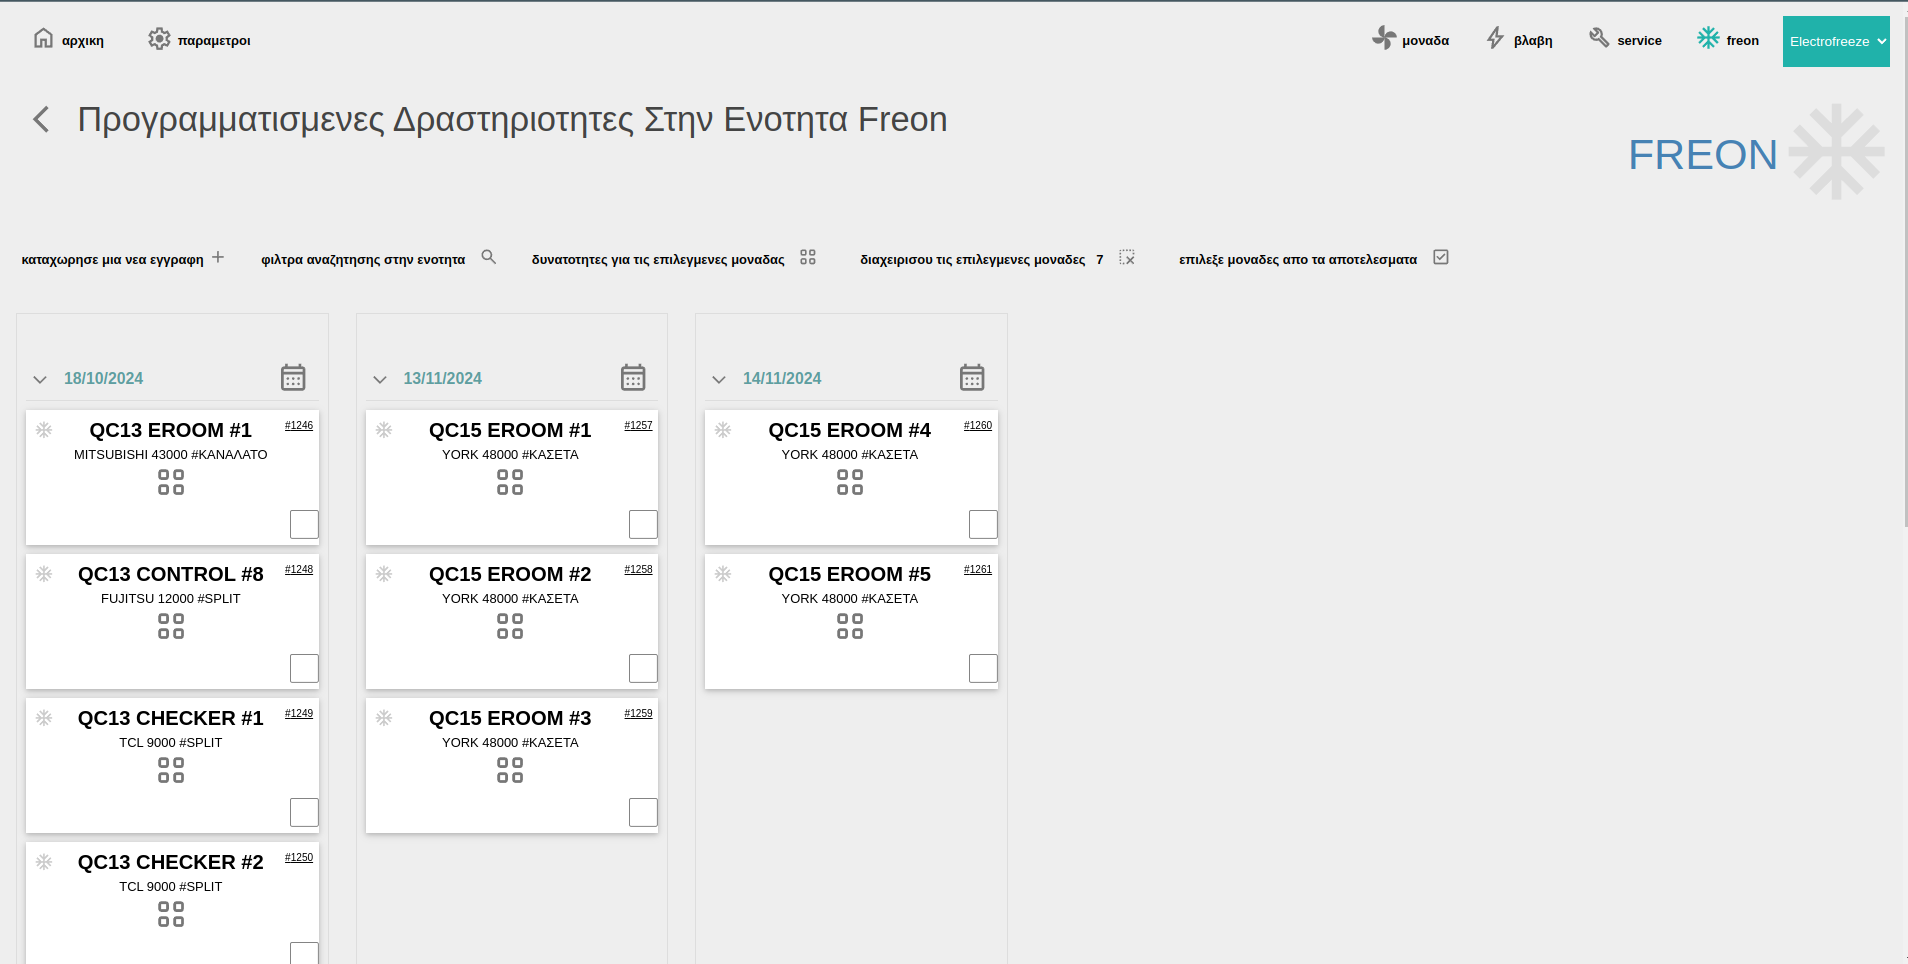 αρχικη
παραμετροι
μοναδα
βλαβη
service
freon
Electrofreeze
Προγραμματισμενες Δραστηριοτητες Στην Ενοτητα Freon
FREON
καταχωρησε μια νεα εγγραφη
φιλτρα αναζητησης στην ενοτητα
δυνατοτητες για τις επιλεγμενες μοναδας
διαχειρισου τις επιλεγμενες μοναδες 7
επιλεξε μοναδες απο τα αποτελεσματα
18/10/2024
QC13 EROOM #1
#1246
MITSUBISHI 43000 #ΚΑΝΑΛΑΤΟ
QC13 CONTROL #8
#1248
FUJITSU 12000 #SPLIT
QC13 CHECKER #1
#1249
TCL 9000 #SPLIT
QC13 CHECKER #2
#1250
TCL 9000 #SPLIT
13/11/2024
QC15 EROOM #1
#1257
YORK 48000 #ΚΑΣΕΤΑ
QC15 EROOM #2
#1258
YORK 48000 #ΚΑΣΕΤΑ
QC15 EROOM #3
#1259
YORK 48000 #ΚΑΣΕΤΑ
14/11/2024
QC15 EROOM #4
#1260
YORK 48000 #ΚΑΣΕΤΑ
QC15 EROOM #5
#1261
YORK 48000 #ΚΑΣΕΤΑ